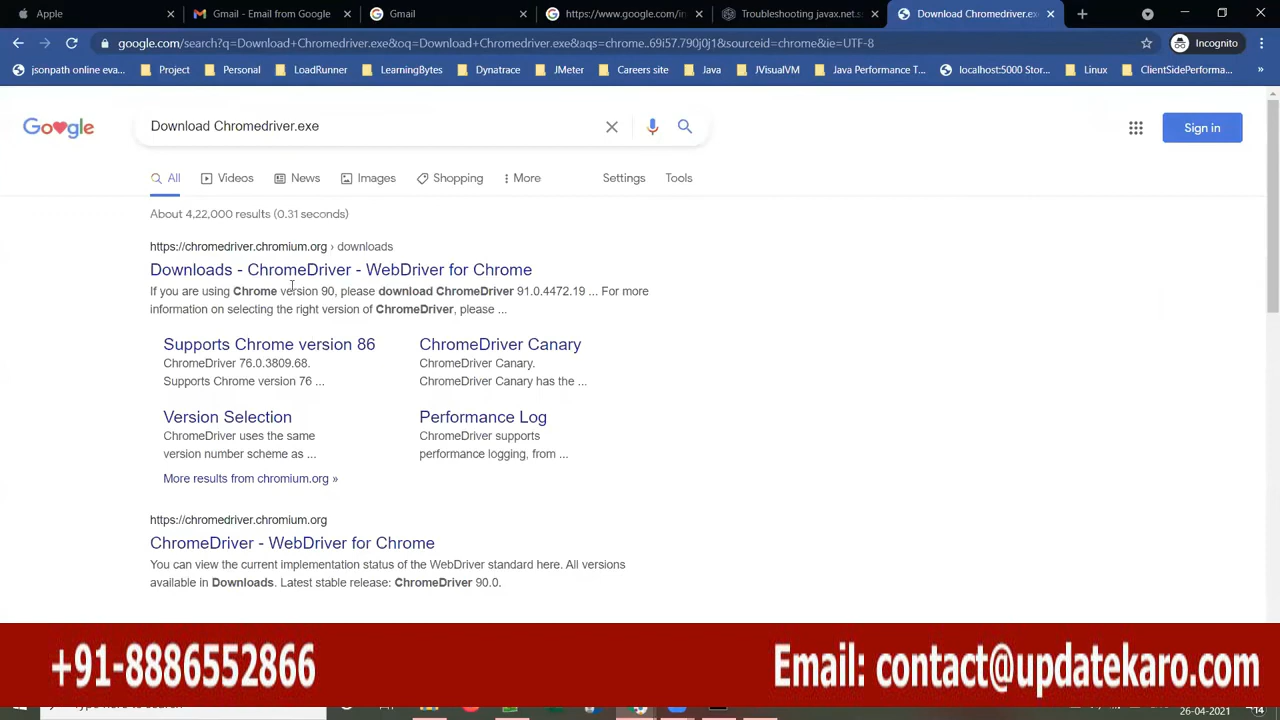 Apple
Gmail - Email from Google
Gmail
https://www.google.com/in
Troubleshooting javax.net.s
Download Chromedriver.exe
google.com/search?q=Download+Chromedriver.exe&oq=Download+Chromedriver.exe&aqs=chrome..69i57.790j0j1&sourceid=chrome&ie=UTF-8
Incognito
jsonpath online eva...
Project
Personal
LoadRunner
LearningBytes
Dynatrace
JMeter
Careers site
Java
JVisualVM
Java Performance T...
localhost:5000 Stor...
Linux
ClientSidePerforma...
»
Google
Download Chromedriver.exe
Sign in
All
Videos
News
Images
Shopping
More
Settings
Tools
About 4,22,000 results (0.31 seconds)
https://chromedriver.chromium.org › downloads
Downloads - ChromeDriver - WebDriver for Chrome
If you are using Chrome version 90, please download ChromeDriver 91.0.4472.19 ... For more
information on selecting the right version of ChromeDriver, please ...
Supports Chrome version 86
ChromeDriver 76.0.3809.68.
Supports Chrome version 76 ...
ChromeDriver Canary
ChromeDriver Canary.
ChromeDriver Canary has the ...
Version Selection
ChromeDriver uses the same
version number scheme as ...
Performance Log
ChromeDriver supports
performance logging, from ...
More results from chromium.org »
https://chromedriver.chromium.org
ChromeDriver - WebDriver for Chrome
You can view the current implementation status of the WebDriver standard here. All versions
available in Downloads. Latest stable release: ChromeDriver 90.0.
+91-8886552866
Email: contact@updatekaro.com
26-04-2021